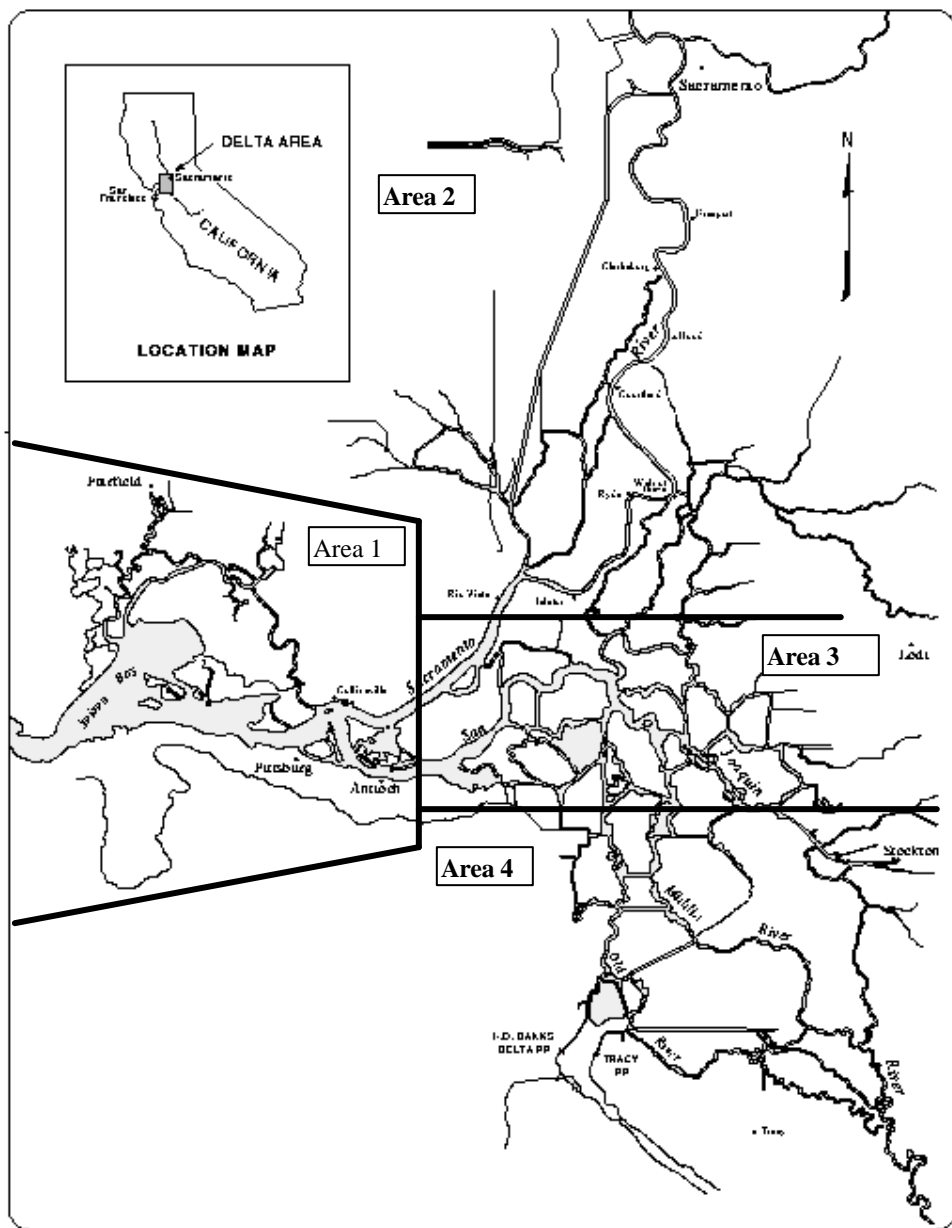 Sacramento
N
DELTA AREA
Sacramento
San
Francisco
CALIFORNIA
LOCATION MAP
Area 2
Freeport
Clarksburg
River
Courtland
Fairfield
Walnut
Grove
Ryde
Area 1
Rio Vista
Isleton
Area 3
Lodi
Suisun Bay
Sacramento
Collinsville
San
Joaquin
Pittsburg
Antioch
Stockton
Area 4
Middle
River
Old
DELTA PP
TRACY
PP
River
River
Tracy